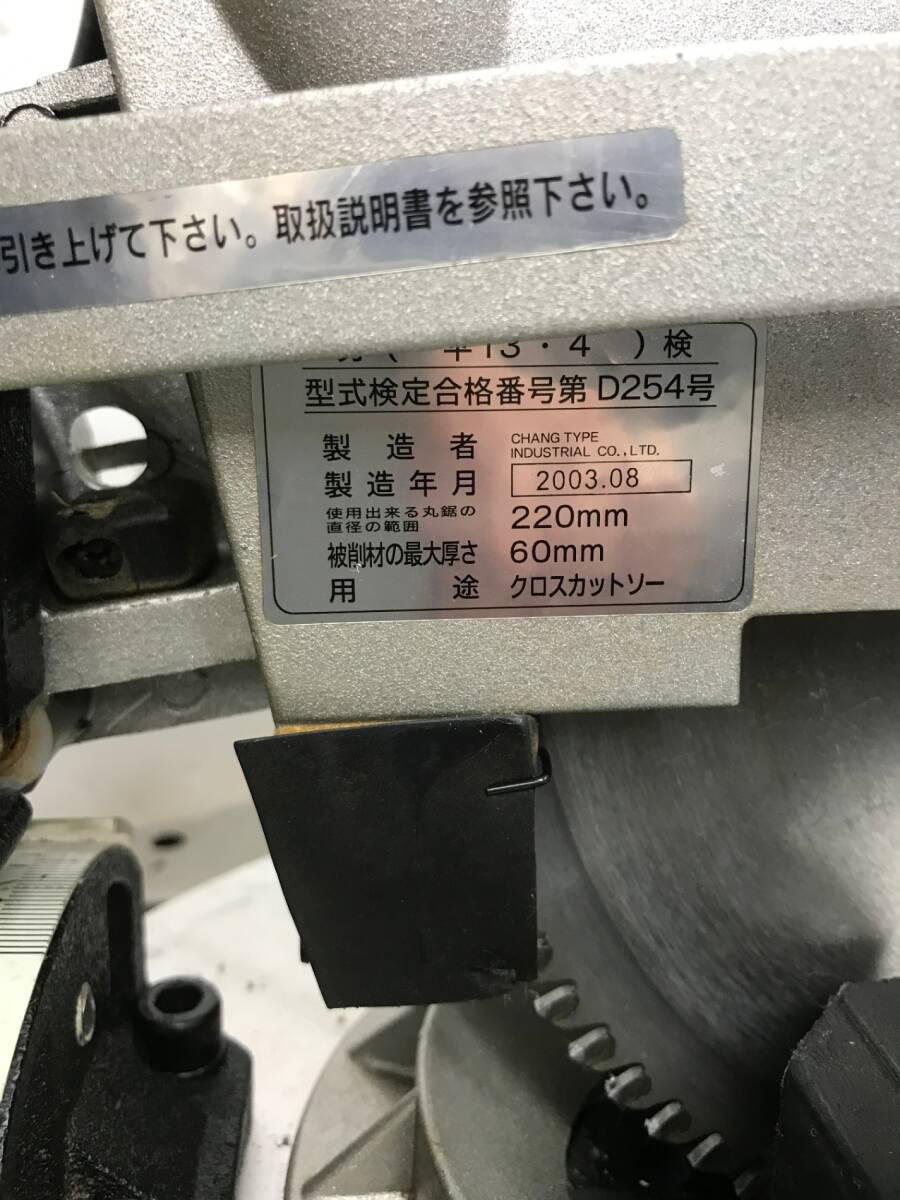 引き上げて下さい。取扱説明書を参照下さい。
(　年13・4　)検
型式検定合格番号第 D254号
製造者 CHANG TYPE
INDUSTRIAL CO.,LTD.
製造年月 2003.08
使用出来る丸鋸の
直径の範囲 220mm
被削材の最大厚さ 60mm
用途 クロスカットソー